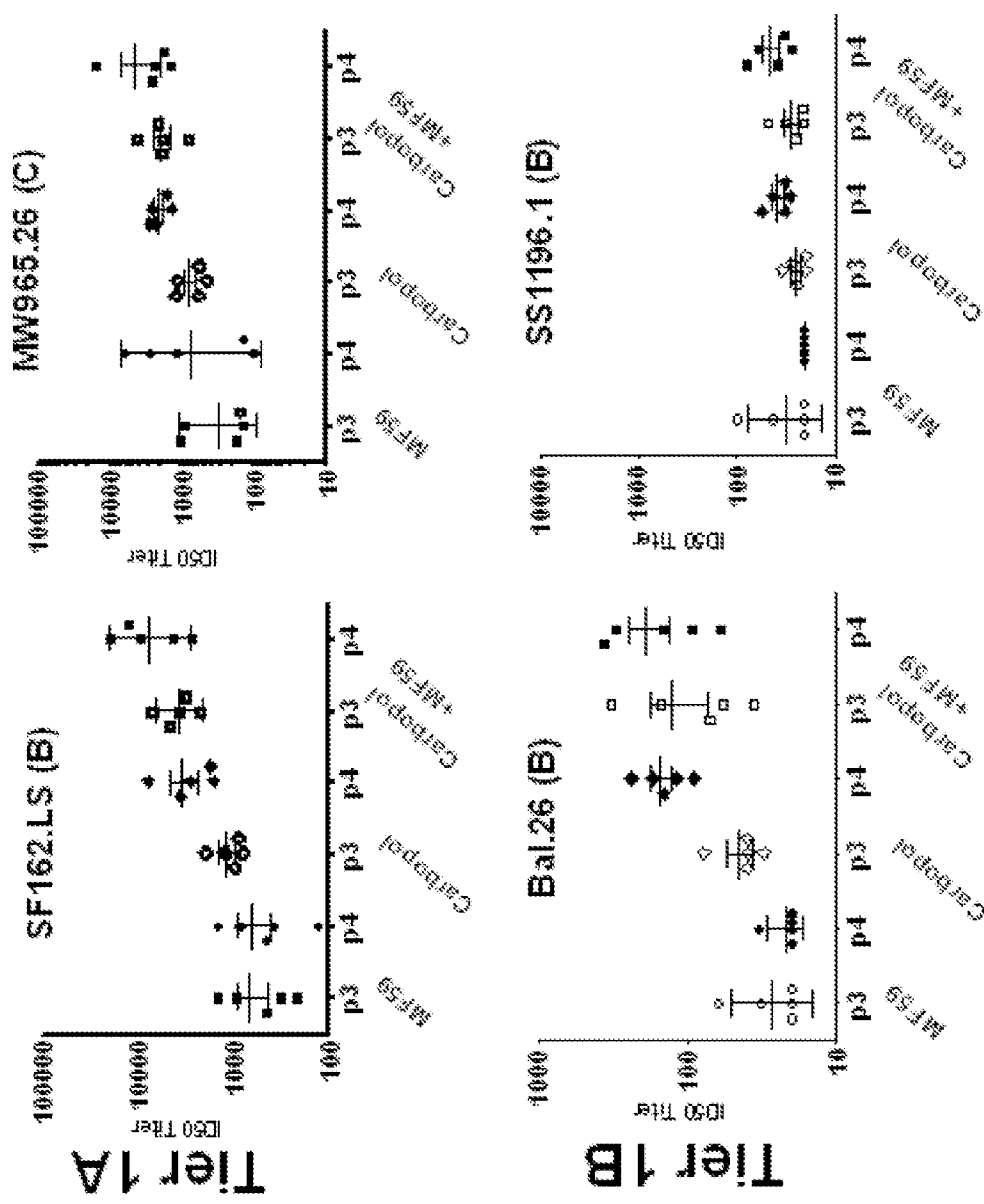 Tier 1A
SF162.LS (B)
ID50 Titer
100000
10000
1000
100
p3 p4 p3 p4 p3 p4
MF59
Carbopol
Carbopol
+MF59
MW965.26 (C)
ID50 Titer
100000
10000
1000
100
10
p3 p4 p3 p4 p3 p4
MF59
Carbopol
Carbopol
+MF59
Tier 1B
Bal.26 (B)
ID50 Titer
1000
100
10
p3 p4 p3 p4 p3 p4
MF59
Carbopol
Carbopol
+MF59
SS1196.1 (B)
ID50 Titer
10000
1000
100
10
p3 p4 p3 p4 p3 p4
MF59
Carbopol
Carbopol
+MF59